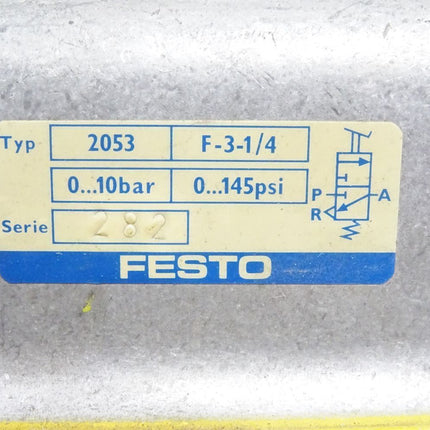 Typ 2053 F-3-1/4
0...10bar 0...145psi
P A
R
Serie 282
FESTO